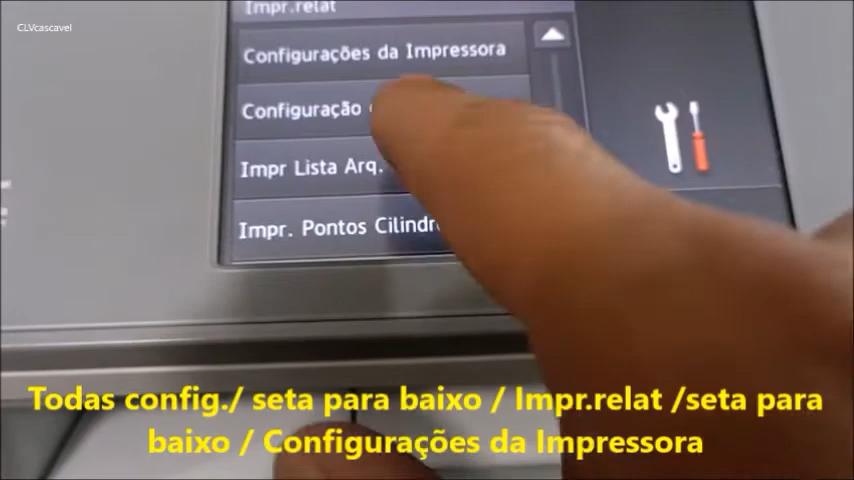 CLVcascavel
Impr.relat
Configurações da Impressora
Configuração
Impr Lista Arq.
Impr. Pontos Cilindro
Todas config./ seta para baixo / Impr.relat /seta para
baixo / Configurações da Impressora